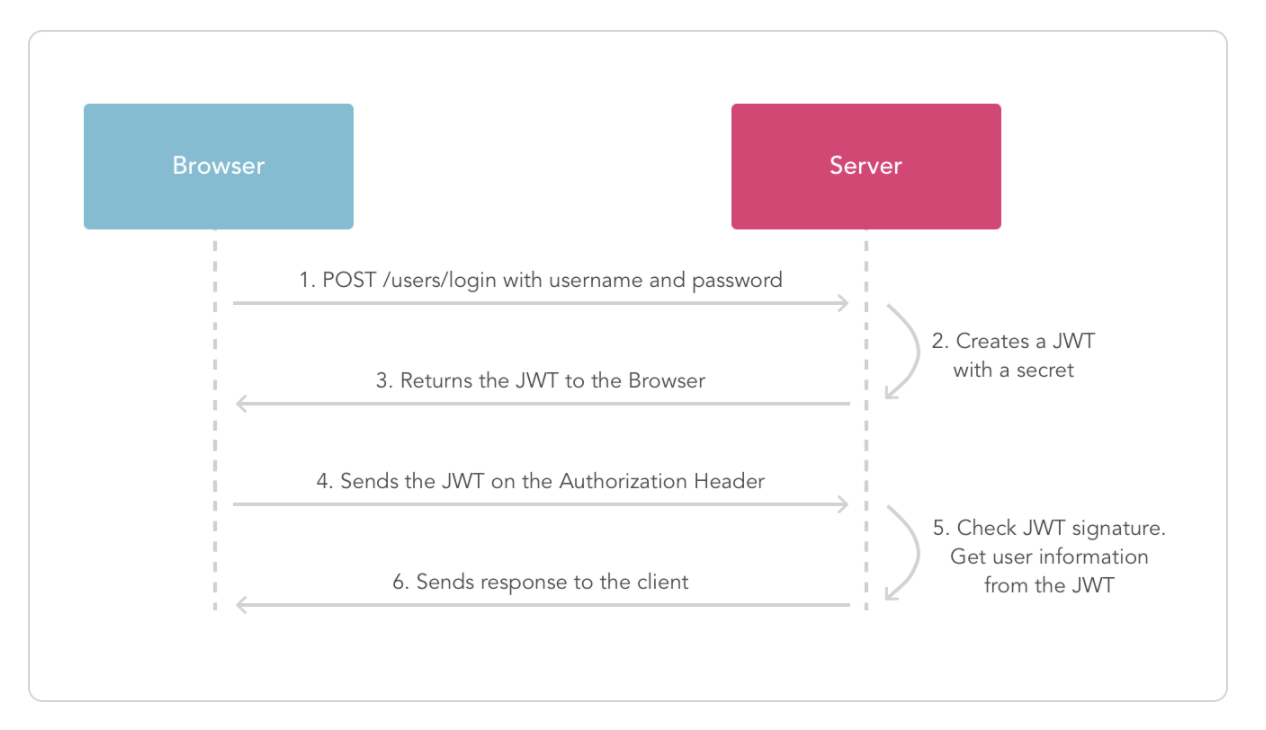 Browser
Server
1. POST /users/login with username and password
2. Creates a JWT
with a secret
3. Returns the JWT to the Browser
4. Sends the JWT on the Authorization Header
5. Check JWT signature.
Get user information
from the JWT
6. Sends response to the client